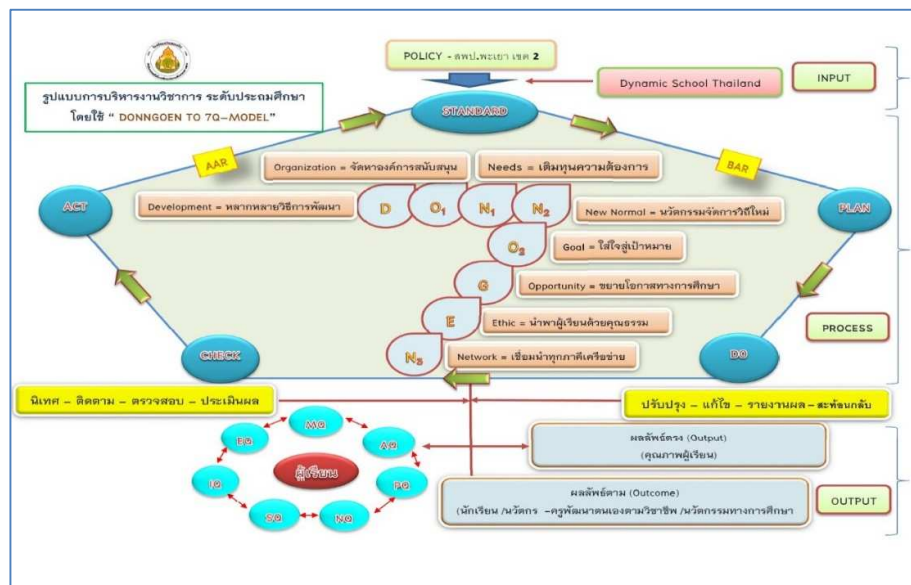 POLICY - สพป.พะเยา เขต 2
INPUT
Dynamic School Thailand
รูปแบบการบริหารงานวิชาการ ระดับประถมศึกษา
โดยใช้ " DONNGOEN TO 7Q-MODEL"
STANDARD
AAR
BAR
Organization = จัดหาองค์การสนับสนุน
Needs = เติมทุนความต้องการ
ACT
Development = หลากหลายวิธีการพัฒนา
D
O1
N1
N2
New Normal = นวัตกรรมจัดการวิถีใหม่
PLAN
O2
Goal = ใส่ใจสู่เป้าหมาย
G
Opportunity = ขยายโอกาสทางการศึกษา
E
Ethic = นำพาผู้เรียนด้วยคุณธรรม
PROCESS
CHECK
N3
Network = เชื่อมนำทุกภาคีเครือข่าย
DO
นิเทศ - ติดตาม - ตรวจสอบ - ประเมินผล
ปรับปรุง - แก้ไข - รายงานผล - สะท้อนกลับ
MQ
EQ
AQ
ผู้เรียน
IQ
PQ
SQ
NQ
ผลลัพธ์ตรง (Output)
(คุณภาพผู้เรียน)
ผลลัพธ์ตาม (Outcome)
(นักเรียน /นวัตกร -ครูพัฒนาตนเองตามวิชาชีพ /นวัตกรรมทางการศึกษา
OUTPUT